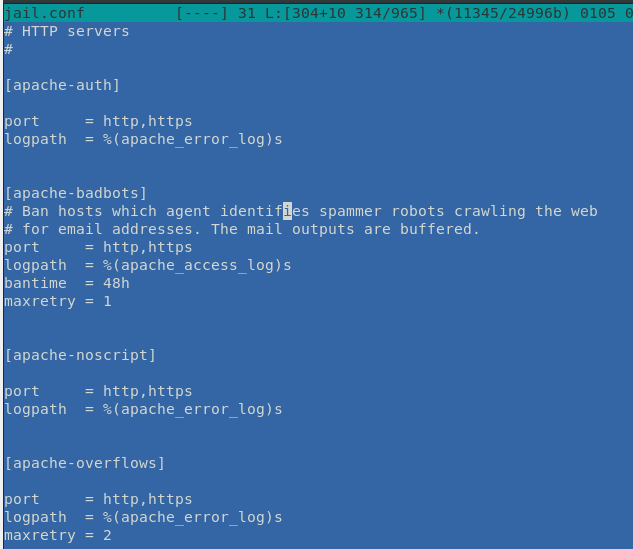 jail.conf [----] 31 L:[304+10 314/965] *(11345/24996b) 0105 0
# HTTP servers
#
[apache-auth]
port = http,https
logpath = %(apache_error_log)s
[apache-badbots]
# Ban hosts which agent identifies spammer robots crawling the web
# for email addresses. The mail outputs are buffered.
port = http,https
logpath = %(apache_access_log)s
bantime = 48h
maxretry = 1
[apache-noscript]
port = http,https
logpath = %(apache_error_log)s
[apache-overflows]
port = http,https
logpath = %(apache_error_log)s
maxretry = 2